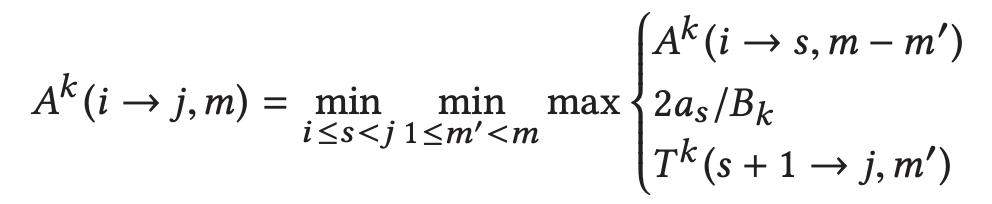 A^k(i → j, m) = min_{i≤s<j} min_{1≤m′<m} max {
A^k(i → s, m − m′)
2a_s/B_k
T^k(s + 1 → j, m′)